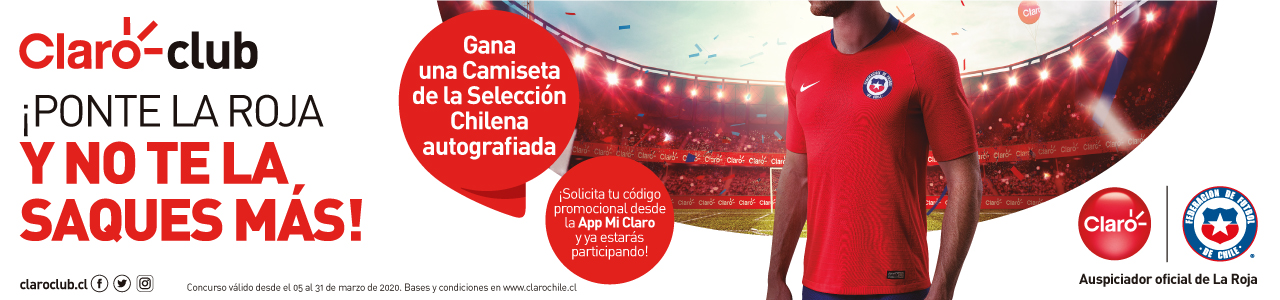 Claro-club
¡PONTE LA ROJA
Y NO TE LA
SAQUES MÁS!
claroclub.cl
Concurso válido desde el 05 al 31 de marzo de 2020. Bases y condiciones en www.clarochile.cl
Gana
una Camiseta
de la Selección
Chilena
autografiada
¡Solicita tu código
promocional desde
la App Mi Claro
y ya estarás
participando!
Claro
FEDERACION DE FUTBOL
DE CHILE
Auspiciador oficial de La Roja